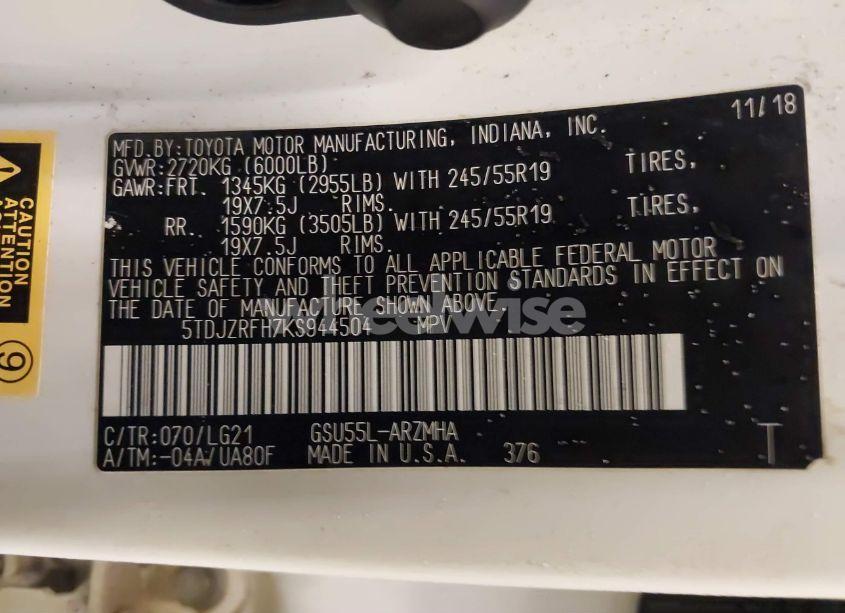 11/18
MFD.BY:TOYOTA MOTOR MANUFACTURING, INDIANA, INC.
GVWR:2720KG (6000LB)
GAWR:FRT. 1345KG (2955LB) WITH 245/55R19 TIRES,
19X7.5J RIMS.
RR. 1590KG (3505LB) WITH 245/55R19 TIRES,
19X7.5J RIMS.
THIS VEHICLE CONFORMS TO ALL APPLICABLE FEDERAL MOTOR
VEHICLE SAFETY AND THEFT PREVENTION STANDARDS IN EFFECT ON
THE DATE OF MANUFACTURE SHOWN ABOVE.
5TDJZRFH7KS944504 MPV
C/TR:070/LG21 GSU55L-ARZMHA
A/TM:-04A/UA80F MADE IN U.S.A. 376 T
CAUTION
ATTENTION
9